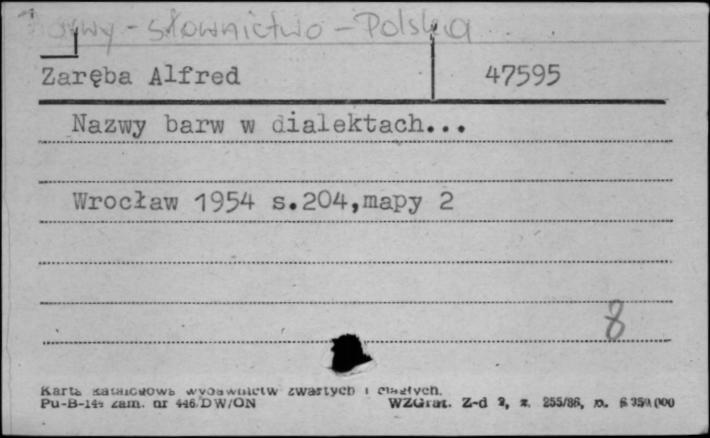 barwy - słownictwo - Polska
Zaręba Alfred 47595
Nazwy barw w dialektach...
Wrocław 1954 s.204,mapy 2
8
Karta katalogowa wydawnictw zwartych i ciągłych.
Pu-B-14 zam. nr 446/DW/ON WZGraf. Z-d 2, z. 255/86, n.